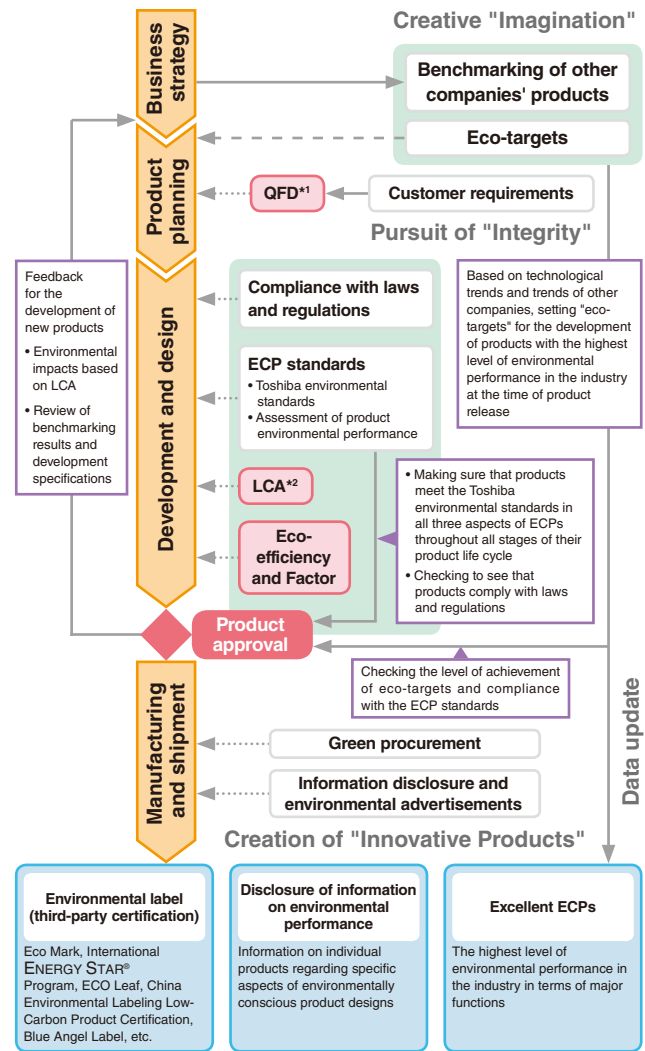 Creative "Imagination"
Business
strategy
Benchmarking of other
companies' products
Eco-targets
Product
planning
QFD*1
Customer requirements
Pursuit of "Integrity"
Feedback
for the
development of
new products
• Environmental
impacts based
on LCA
• Review of
benchmarking
results and
development
specifications
Development and design
Compliance with laws
and regulations
ECP standards
• Toshiba environmental
standards
• Assessment of product
environmental performance
LCA*2
Eco-
efficiency
and Factor
Based on technological
trends and trends of other
companies, setting "eco-
targets" for the development
of products with the highest
level of environmental
performance in the industry
at the time of product
release
• Making sure that products
meet the Toshiba
environmental standards in
all three aspects of ECPs
throughout all stages of their
product life cycle
• Checking to see that
products comply with laws
and regulations
Product
approval
Checking the level of achievement
of eco-targets and compliance
with the ECP standards
Manufacturing
and shipment
Green procurement
Information disclosure and
environmental advertisements
Data update
Creation of "Innovative Products"
Environmental label
(third-party certification)
Eco Mark, International
ENERGY STAR®
Program, ECO Leaf, China
Environmental Labeling Low-
Carbon Product Certification,
Blue Angel Label, etc.
Disclosure of information
on environmental
performance
Information on individual
products regarding specific
aspects of environmentally
conscious product designs
Excellent ECPs
The highest level of
environmental performance in
the industry in terms of major
functions